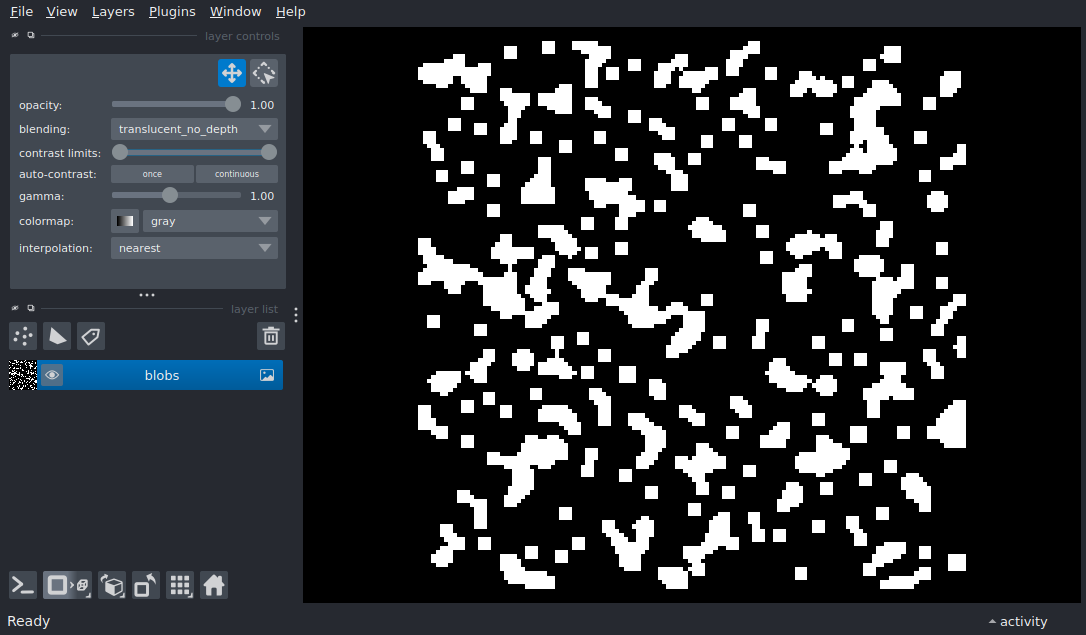 File View Layers Plugins Window Help
layer controls
opacity: 1.00
blending: translucent_no_depth
contrast limits:
auto-contrast: once continuous
gamma: 1.00
colormap: gray
interpolation: nearest
layer list
blobs
Ready activity